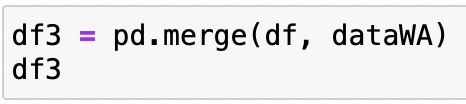 df3 = pd.merge(df, dataWA)
df3